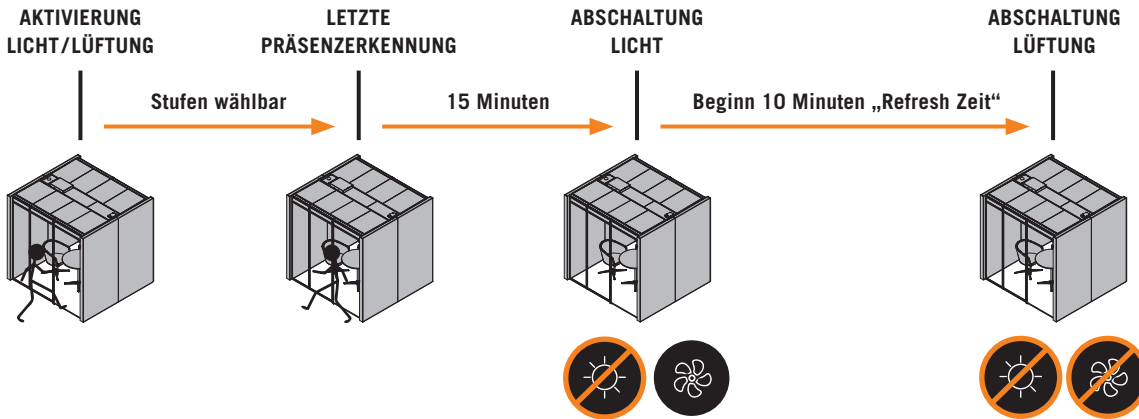 AKTIVIERUNG
LICHT/LÜFTUNG
LETZTE
PRÄSENZERKENNUNG
ABSCHALTUNG
LICHT
ABSCHALTUNG
LÜFTUNG
Stufen wählbar
15 Minuten
Beginn 10 Minuten „Refresh Zeit“